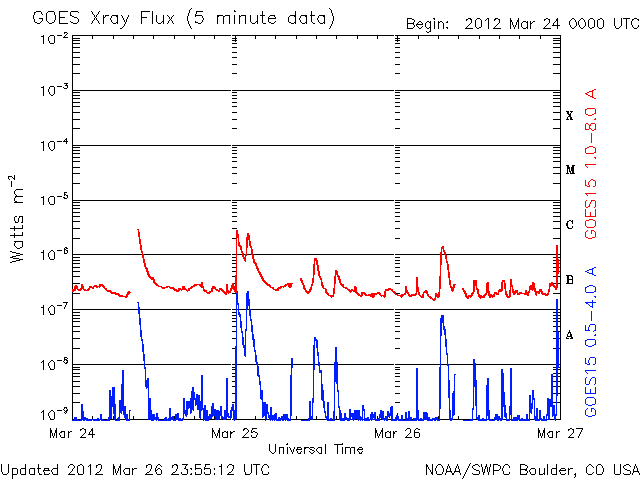 GOES Xray Flux (5 minute data)
Begin: 2012 Mar 24 0000 UTC
10⁻²
10⁻³
10⁻⁴
10⁻⁵
10⁻⁶
10⁻⁷
10⁻⁸
10⁻⁹
Watts m⁻²
X
M
C
B
A
GOES15 1.0-8.0 A
GOES15 0.5-4.0 A
Mar 24
Mar 25
Mar 26
Mar 27
Universal Time
Updated 2012 Mar 26 23:55:12 UTC
NOAA/SWPC Boulder, CO USA